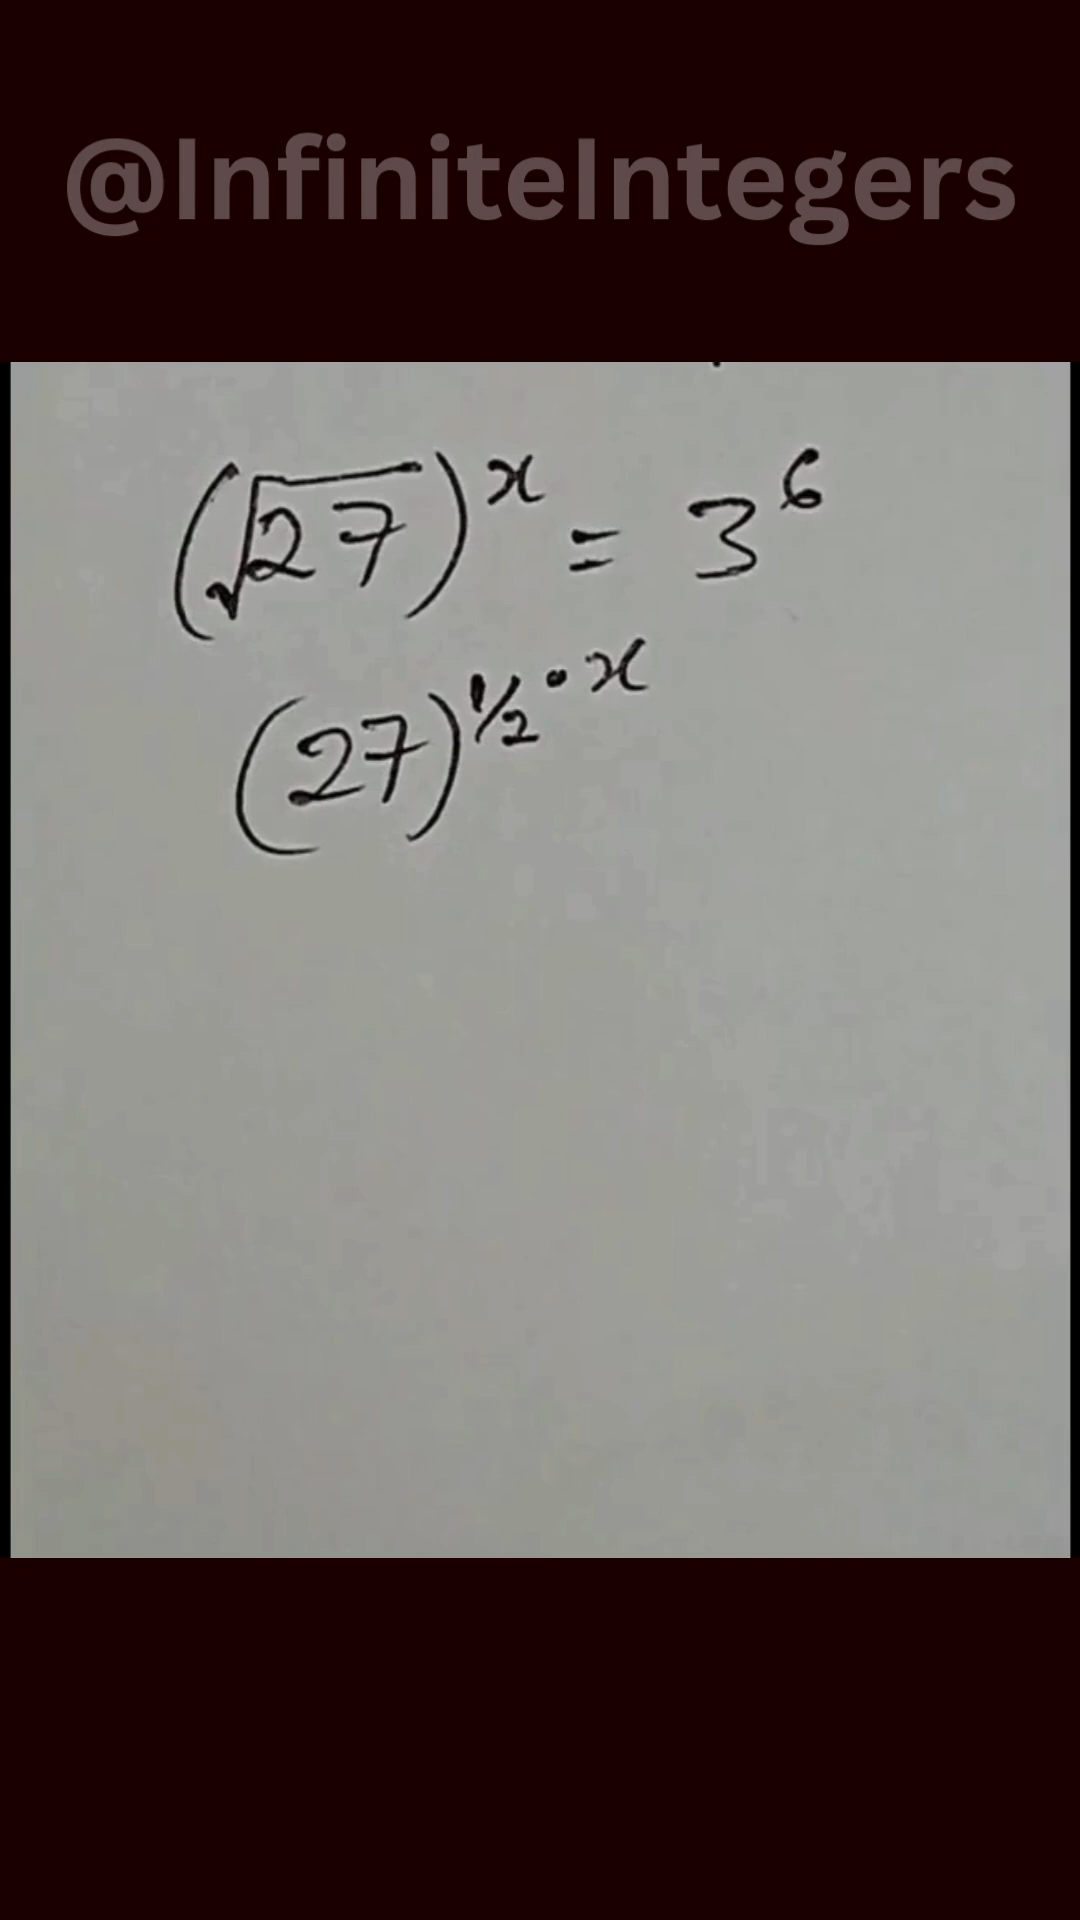 @InfiniteIntegers
(√27)^x = 3^6
(27)^1/2 · x